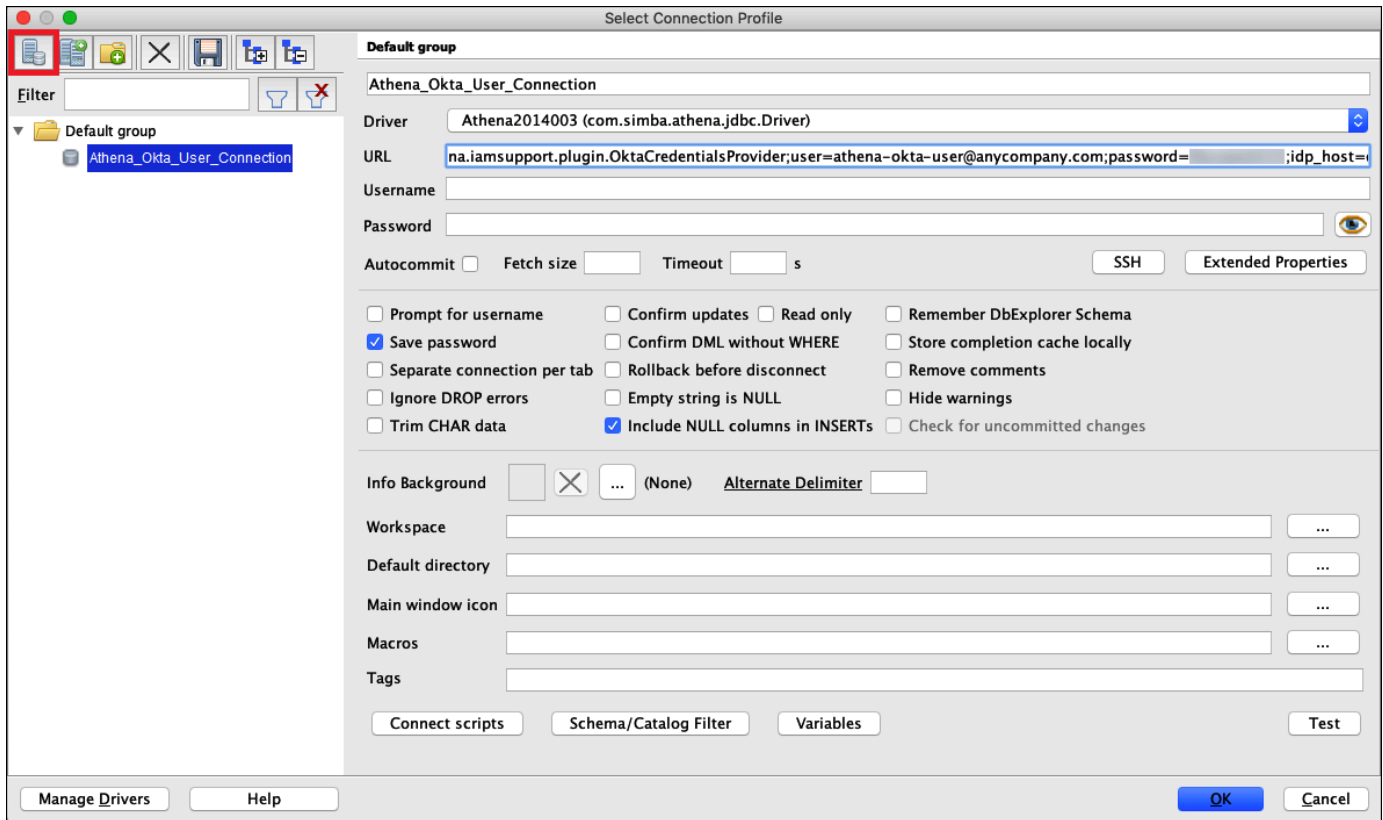 Select Connection Profile
Default group
Athena_Okta_User_Connection
Filter
Driver Athena2014003 (com.simba.athena.jdbc.Driver)
Default group
Athena_Okta_User_Connection
URL na.iamsupport.plugin.OktaCredentialsProvider;user=athena-okta-user@anycompany.com;password= ;idp_host=
Username
Password
Autocommit Fetch size Timeout s SSH Extended Properties
Prompt for username Confirm updates Read only Remember DbExplorer Schema
Save password Confirm DML without WHERE Store completion cache locally
Separate connection per tab Rollback before disconnect Remove comments
Ignore DROP errors Empty string is NULL Hide warnings
Trim CHAR data Include NULL columns in INSERTs Check for uncommitted changes
Info Background ... (None) Alternate Delimiter
Workspace ...
Default directory ...
Main window icon ...
Macros ...
Tags
Connect scripts Schema/Catalog Filter Variables Test
Manage Drivers Help OK Cancel